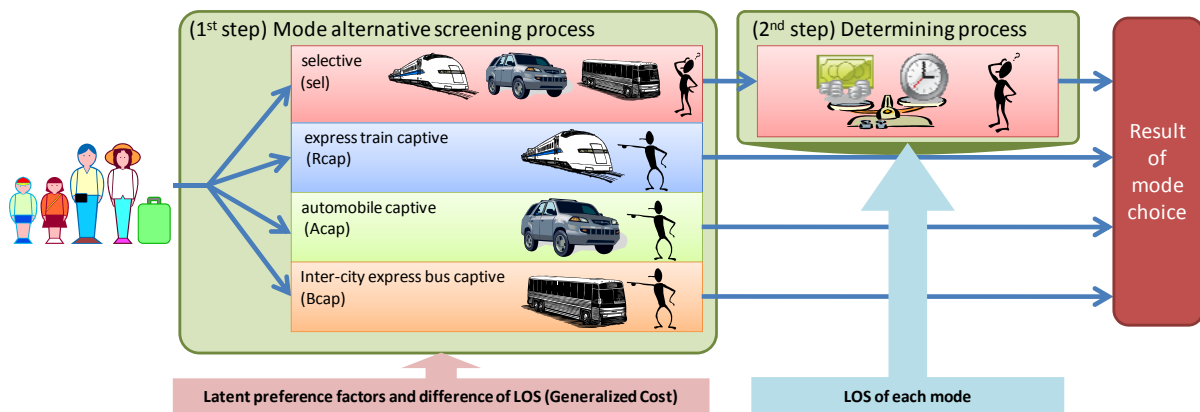 (1st step) Mode alternative screening process
selective
(sel)
express train captive
(Rcap)
automobile captive
(Acap)
Inter-city express bus captive
(Bcap)
(2nd step) Determining process
Result
of
mode
choice
Latent preference factors and difference of LOS (Generalized Cost)
LOS of each mode